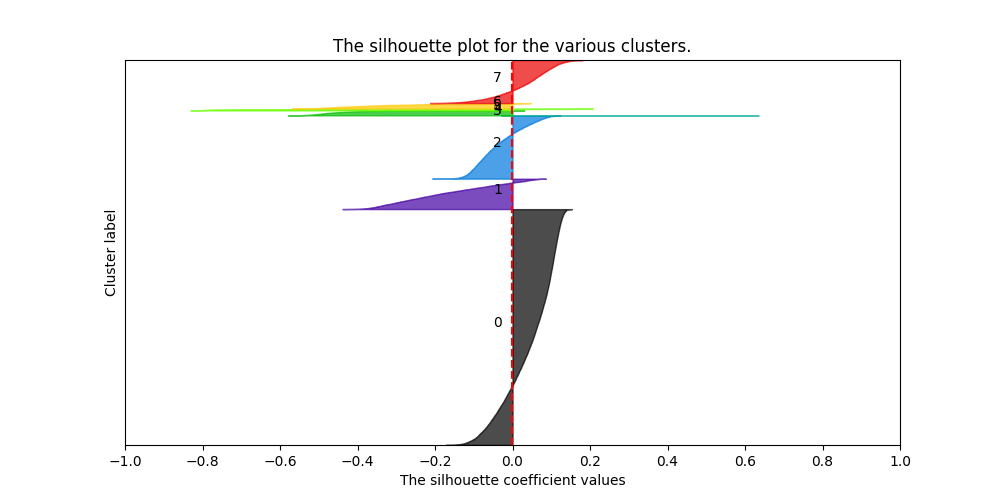 The silhouette plot for the various clusters.
7
6
5
2
1
0
Cluster label
−1.0 −0.8 −0.6 −0.4 −0.2 0.0 0.2 0.4 0.6 0.8 1.0
The silhouette coefficient values